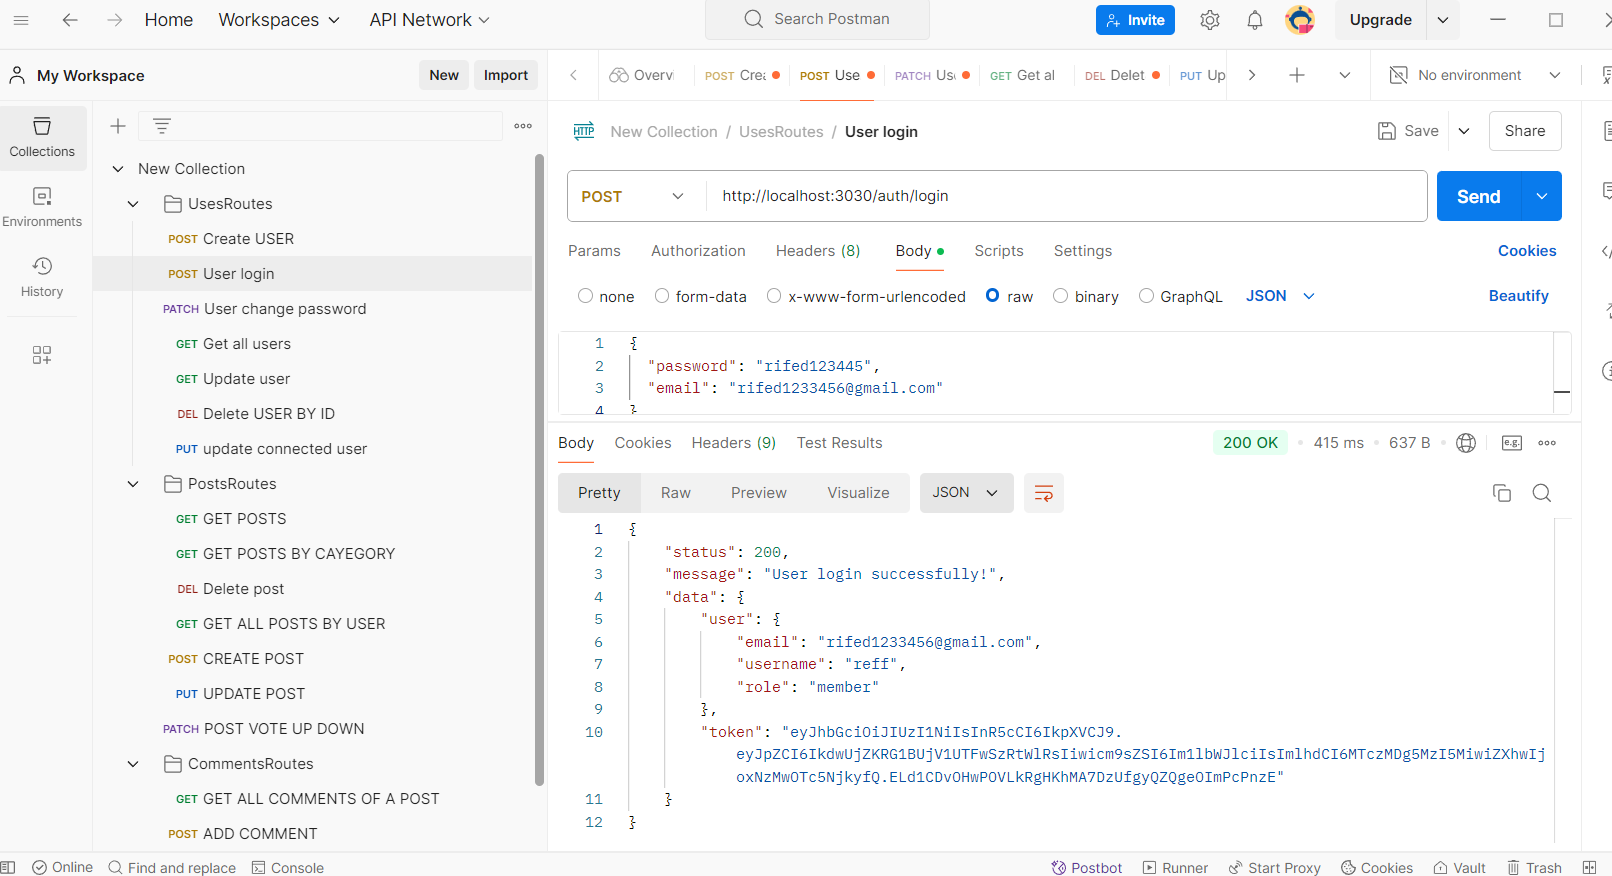 Home Workspaces API Network Search Postman Invite Upgrade
My Workspace New Import
Overvi POST Crea POST Use PATCH Use GET Get al DEL Delet PUT Up No environment
Collections
Environments
History
New Collection
UsesRoutes
POST Create USER
POST User login
PATCH User change password
GET Get all users
GET Update user
DEL Delete USER BY ID
PUT update connected user
PostsRoutes
GET GET POSTS
GET GET POSTS BY CAYEGORY
DEL Delete post
GET GET ALL POSTS BY USER
POST CREATE POST
PUT UPDATE POST
PATCH POST VOTE UP DOWN
CommentsRoutes
GET GET ALL COMMENTS OF A POST
POST ADD COMMENT
HTTP New Collection / UsesRoutes / User login Save Share
POST http://localhost:3030/auth/login Send
Params Authorization Headers (8) Body Scripts Settings Cookies
none form-data x-www-form-urlencoded raw binary GraphQL JSON Beautify
1 {
2 "password": "rifed123445",
3 "email": "rifed1233456@gmail.com"
4 }
Body Cookies Headers (9) Test Results 200 OK 415 ms 637 B e.g.
Pretty Raw Preview Visualize JSON
1 {
2 "status": 200,
3 "message": "User login successfully!",
4 "data": {
5 "user": {
6 "email": "rifed1233456@gmail.com",
7 "username": "reff",
8 "role": "member"
9 },
10 "token": "eyJhbGciOiJIUzI1NiIsInR5cCI6IkpXVCJ9.
eyJpZCI6IkdwUjZKRG1BUjV1UTFwSzRtWlRsIiwicm9sZSI6Im1lbWJlciIsImlhdCI6MTczMDg5MzI5MiwiZXhwIj
oxNzMwOTc5NjkyfQ.ELd1CDvOHwPOVLkRgHKhMA7DzUfgyQZQgeOImPcPnzE"
11 }
12 }
Online Find and replace Console Postbot Runner Start Proxy Cookies Vault Trash